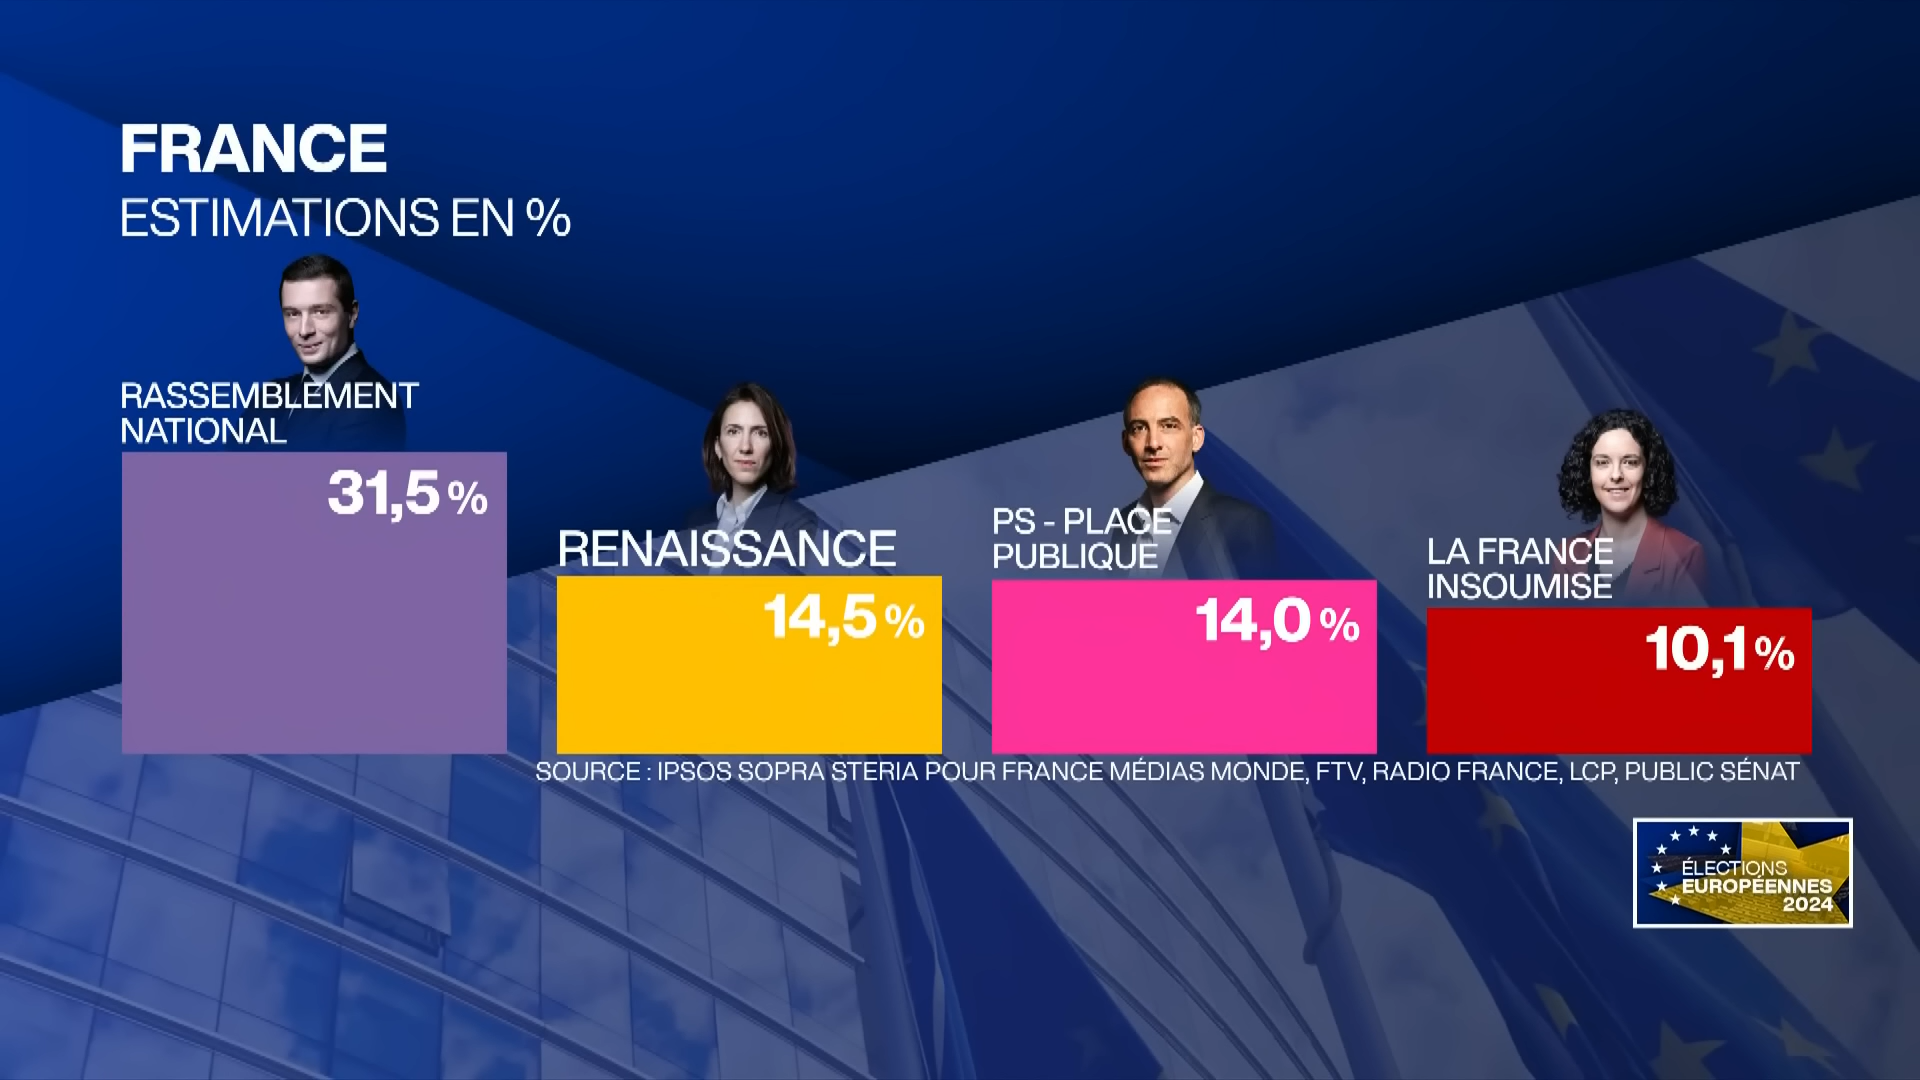 FRANCE
ESTIMATIONS EN %
RASSEMBLEMENT
NATIONAL
31,5 %
RENAISSANCE
14,5 %
PS - PLACE
PUBLIQUE
14,0 %
LA FRANCE
INSOUMISE
10,1 %
SOURCE : IPSOS SOPRA STERIA POUR FRANCE MÉDIAS MONDE, FTV, RADIO FRANCE, LCP, PUBLIC SÉNAT
ÉLECTIONS
EUROPÉENNES
2024